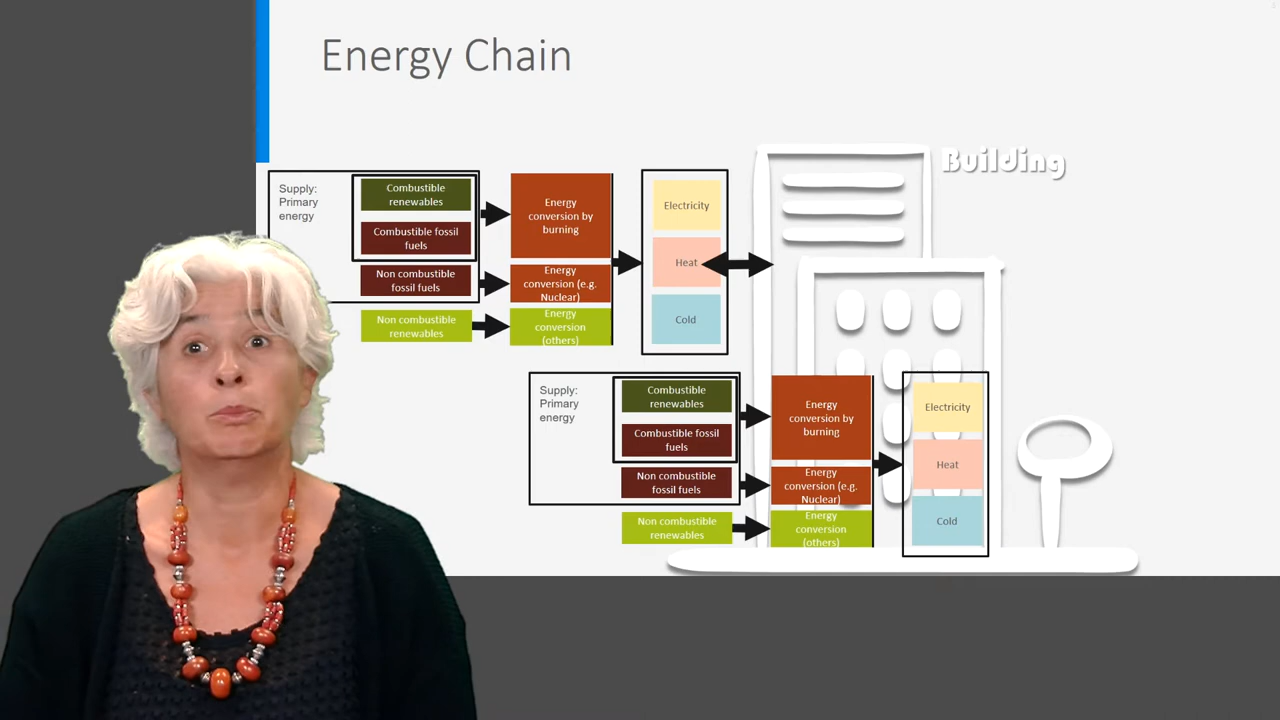 Energy Chain
Building
Supply:
Primary
energy
Combustible
renewables
Combustible fossil
fuels
Non combustible
fossil fuels
Non combustible
renewables
Energy
conversion by
burning
Energy
conversion (e.g.
Nuclear)
Energy
conversion
(others)
Electricity
Heat
Cold
Supply:
Primary
energy
Combustible
renewables
Combustible fossil
fuels
Non combustible
fossil fuels
Non combustible
renewables
Energy
conversion by
burning
Energy
conversion (e.g.
Nuclear)
Energy
conversion
(others)
Electricity
Heat
Cold